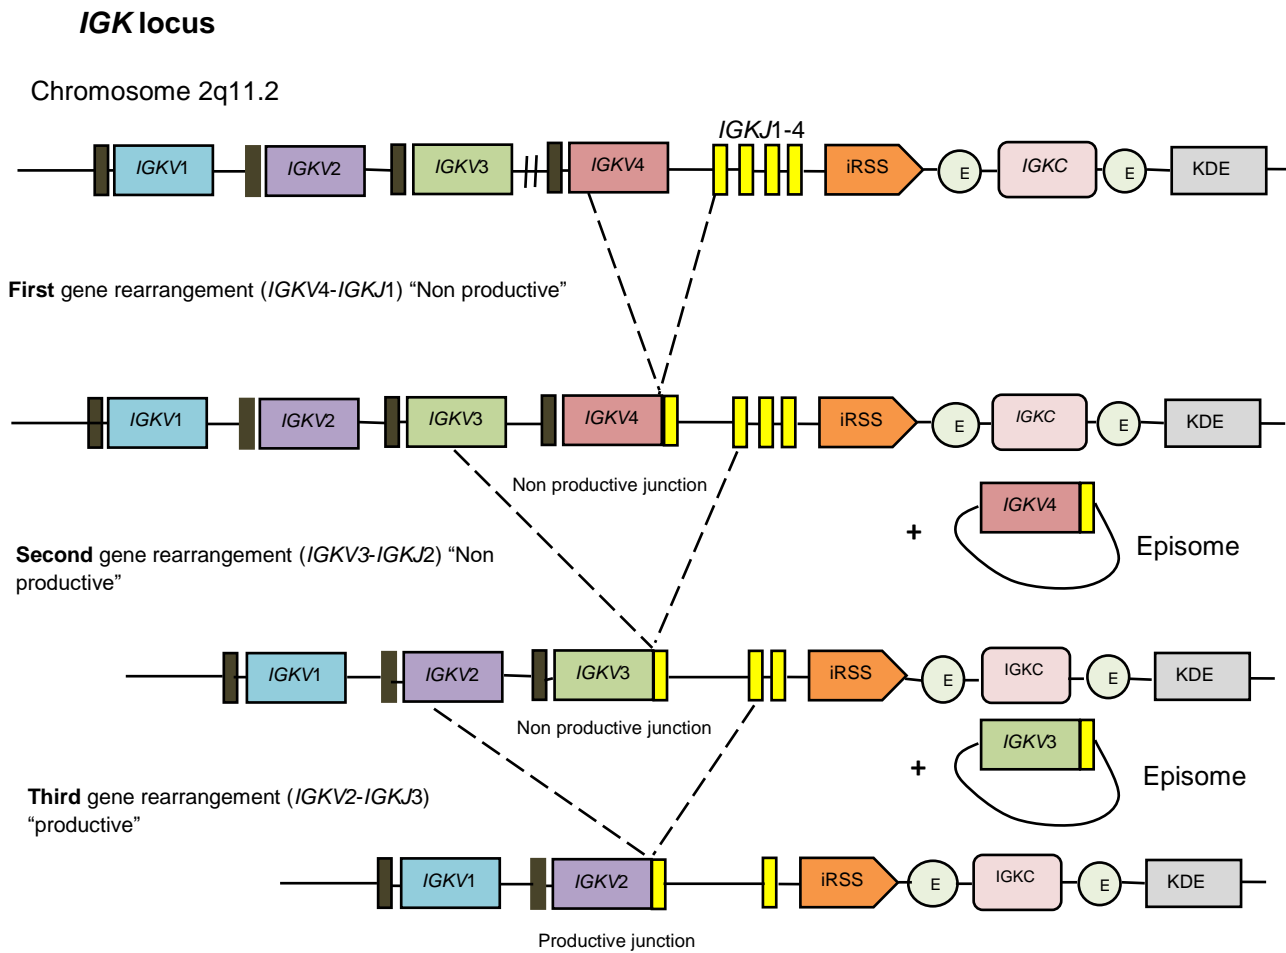 IGK locus
Chromosome 2q11.2
IGKJ1-4
IGKV1 IGKV2 IGKV3 IGKV4 iRSS E IGKC E KDE
First gene rearrangement (IGKV4-IGKJ1) “Non productive”
IGKV1 IGKV2 IGKV3 IGKV4 iRSS E IGKC E KDE
Non productive junction
IGKV4
+ Episome
Second gene rearrangement (IGKV3-IGKJ2) “Non
productive”
IGKV1 IGKV2 IGKV3 iRSS E IGKC E KDE
Non productive junction
IGKV3
+ Episome
Third gene rearrangement (IGKV2-IGKJ3)
“productive”
IGKV1 IGKV2 iRSS E IGKC E KDE
Productive junction